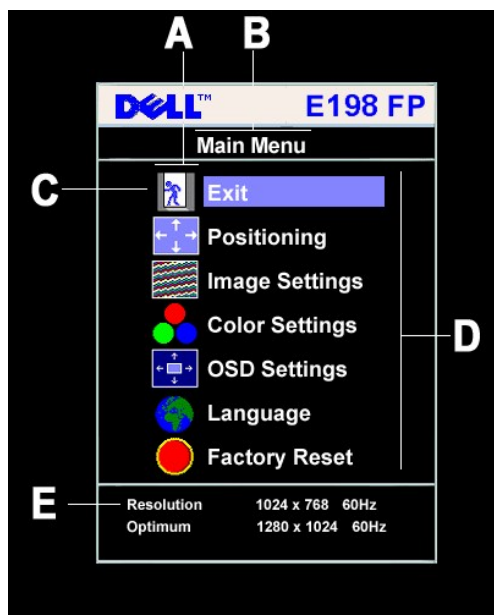 A B
DELL™ E198 FP
Main Menu
C Exit
Positioning
Image Settings
Color Settings
D
OSD Settings
Language
Factory Reset
E Resolution 1024 x 768 60Hz
Optimum 1280 x 1024 60Hz